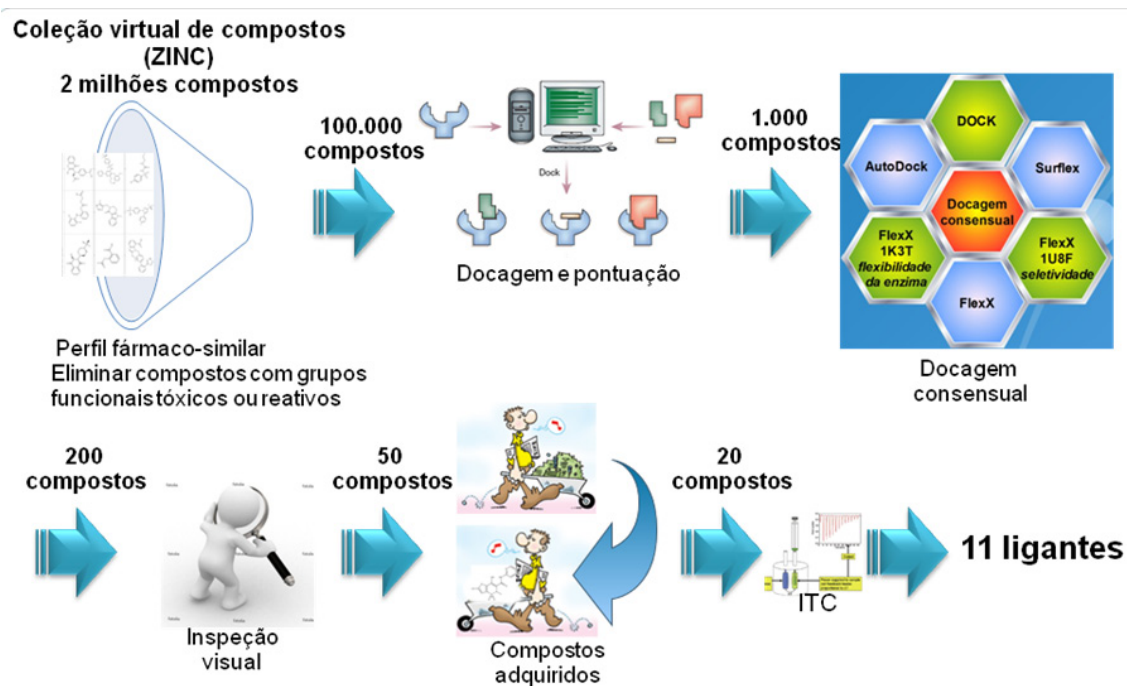 Coleção virtual de compostos
(ZINC)
2 milhões compostos
Perfil fármaco-similar
Eliminar compostos com grupos
funcionais tóxicos ou reativos
100.000
compostos
Dock
Docagem e pontuação
1.000
compostos
DOCK
AutoDock
Surflex
Docagem
consensual
FlexX
1K3T
flexibilidade
da enzima
FlexX
1U8F
seletividade
FlexX
Docagem
consensual
200
compostos
Inspeção
visual
50
compostos
Compostos
adquiridos
20
compostos
ITC
11 ligantes